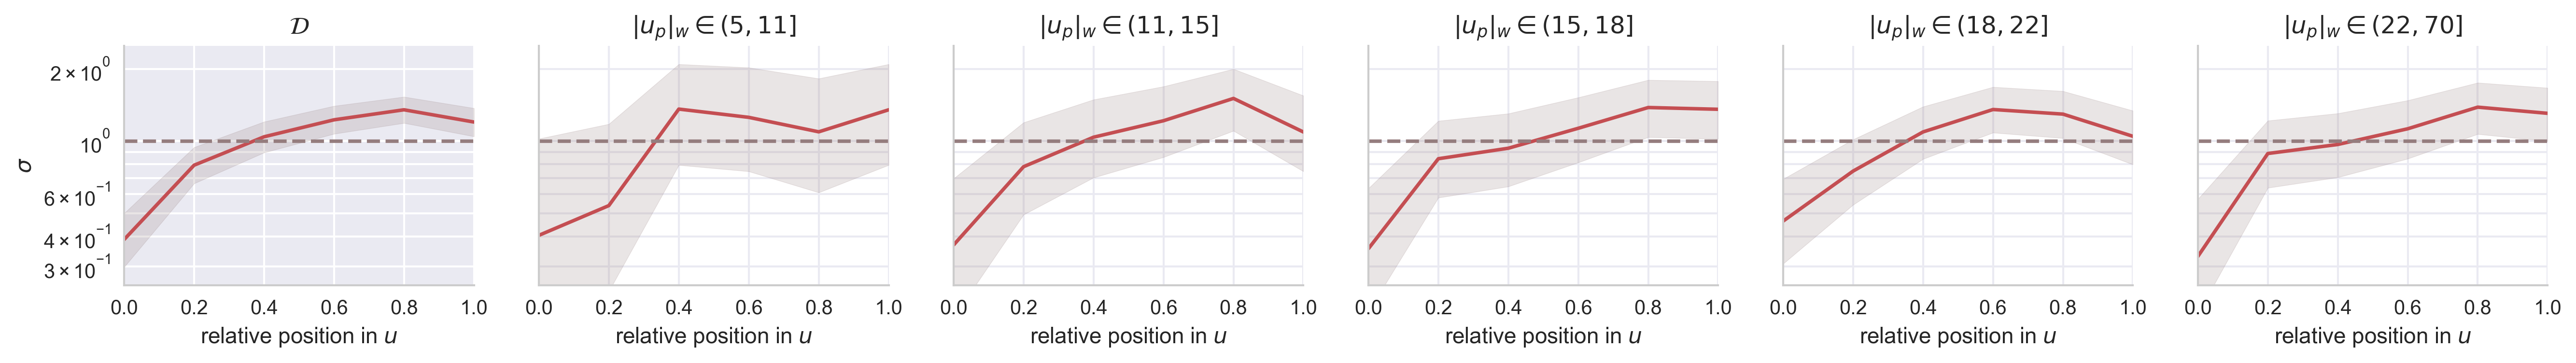 𝒟
|u_p|_w ∈ (5, 11]
|u_p|_w ∈ (11, 15]
|u_p|_w ∈ (15, 18]
|u_p|_w ∈ (18, 22]
|u_p|_w ∈ (22, 70]
σ
2 × 10⁰
10⁰
6 × 10⁻¹
4 × 10⁻¹
3 × 10⁻¹
0.0 0.2 0.4 0.6 0.8 1.0
0.0 0.2 0.4 0.6 0.8 1.0
0.0 0.2 0.4 0.6 0.8 1.0
0.0 0.2 0.4 0.6 0.8 1.0
0.0 0.2 0.4 0.6 0.8 1.0
0.0 0.2 0.4 0.6 0.8 1.0
relative position in u
relative position in u
relative position in u
relative position in u
relative position in u
relative position in u